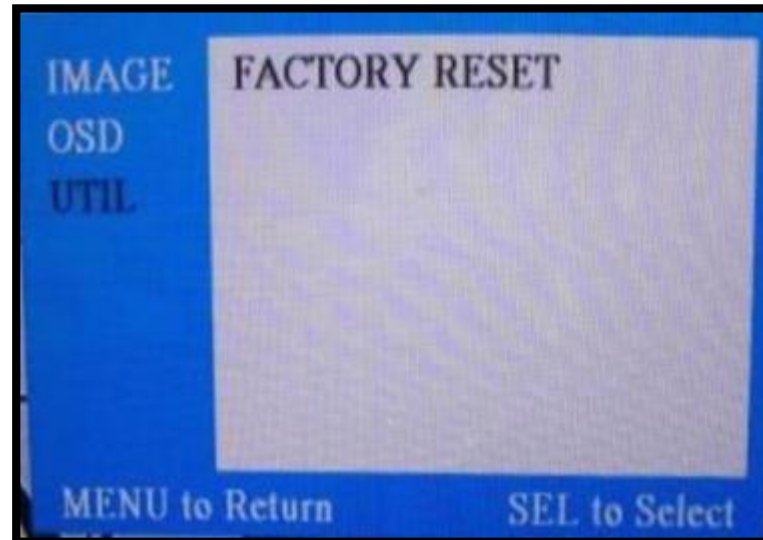 IMAGE
FACTORY RESET
OSD
UTIL
MENU to Return
SEL to Select